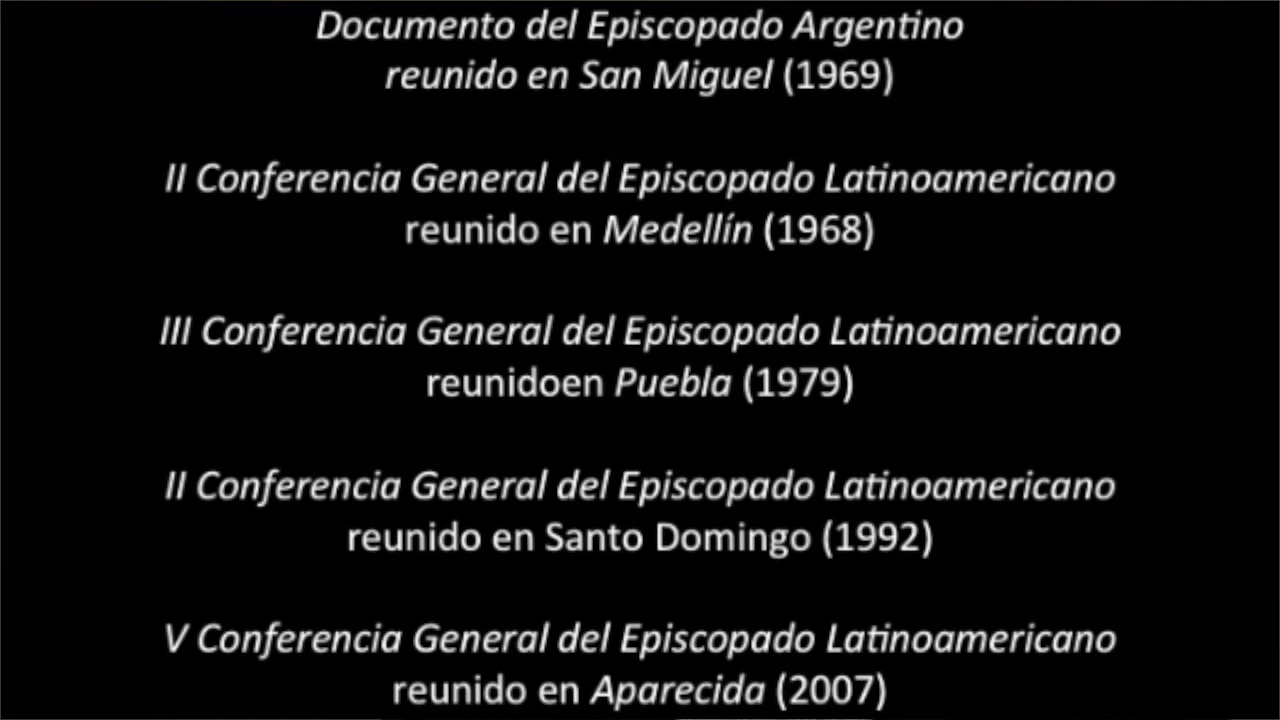 Documento del Episcopado Argentino
reunido en San Miguel (1969)
II Conferencia General del Episcopado Latinoamericano
reunido en Medellín (1968)
III Conferencia General del Episcopado Latinoamericano
reunidoen Puebla (1979)
II Conferencia General del Episcopado Latinoamericano
reunido en Santo Domingo (1992)
V Conferencia General del Episcopado Latinoamericano
reunido en Aparecida (2007)